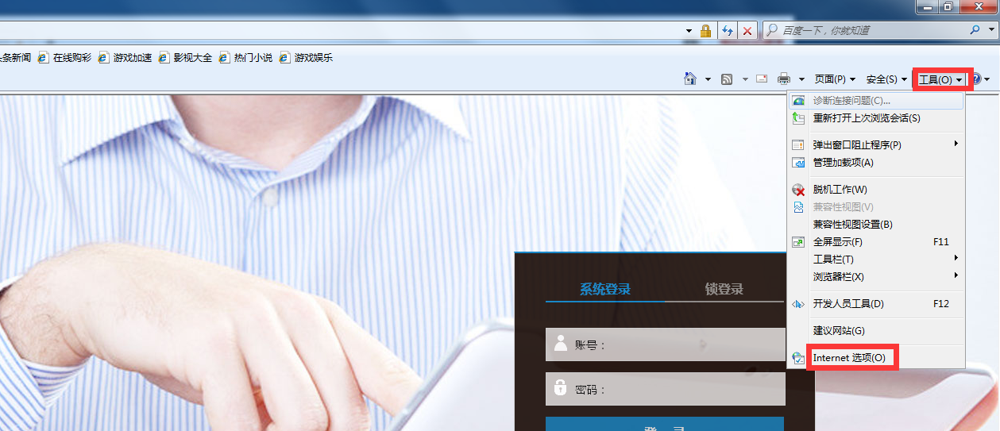 百度一下，你就知道
条新闻 在线购彩 游戏加速 影视大全 热门小说 游戏娱乐
页面(P) 安全(S) 工具(O)
诊断连接问题(C)...
重新打开上次浏览会话(S)
弹出窗口阻止程序(P)
管理加载项(A)
脱机工作(W)
兼容性视图(V)
兼容性视图设置(B)
全屏显示(F) F11
工具栏(T)
浏览器栏(X)
开发人员工具(D) F12
建议网站(G)
Internet 选项(O)
系统登录 锁登录
账号：
密码：
登 录